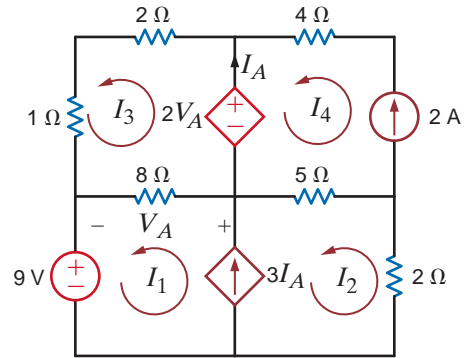 2 Ω 4 Ω
I_A
1 Ω I_3 2V_A + − I_4 2 A
8 Ω 5 Ω
− V_A +
9 V + − I_1 3I_A I_2 2 Ω